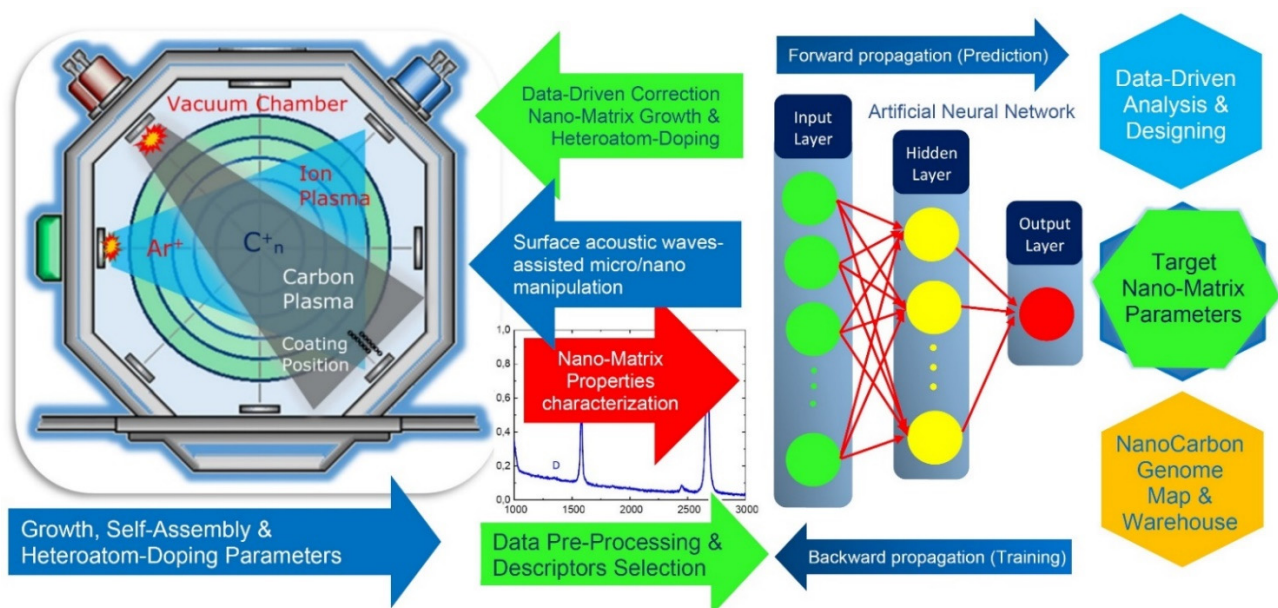 Vacuum Chamber
Ion
Plasma
Ar+
C+n
Carbon
Plasma
Coating
Position
Data-Driven Correction
Nano-Matrix Growth &
Heteroatom-Doping
Surface acoustic waves-
assisted micro/nano
manipulation
Nano-Matrix
Properties
characterization
1,0
0,8
0,6
0,4
0,2
0,0
D
1000
1500
2000
2500
3000
Growth, Self-Assembly &
Heteroatom-Doping Parameters
Data Pre-Processing &
Descriptors Selection
Forward propagation (Prediction)
Artificial Neural Network
Input
Layer
Hidden
Layer
Output
Layer
Backward propagation (Training)
Data-Driven
Analysis &
Designing
Target
Nano-Matrix
Parameters
NanoCarbon
Genome
Map &
Warehouse